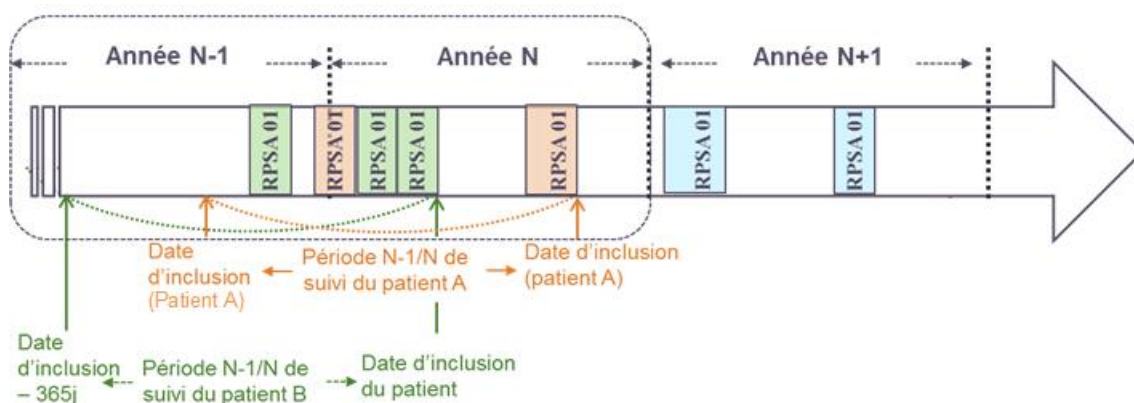 Année N-1
Année N
Année N+1
RPSA 01
RPSA 01
RPSA 01
RPSA 01
RPSA 01
RPSA 01
RPSA 01
Date
d'inclusion
(Patient A)
Période N-1/N de
suivi du patient A
Date d'inclusion
(patient A)
Date
d'inclusion
– 365j
Période N-1/N de
suivi du patient B
Date d'inclusion
du patient